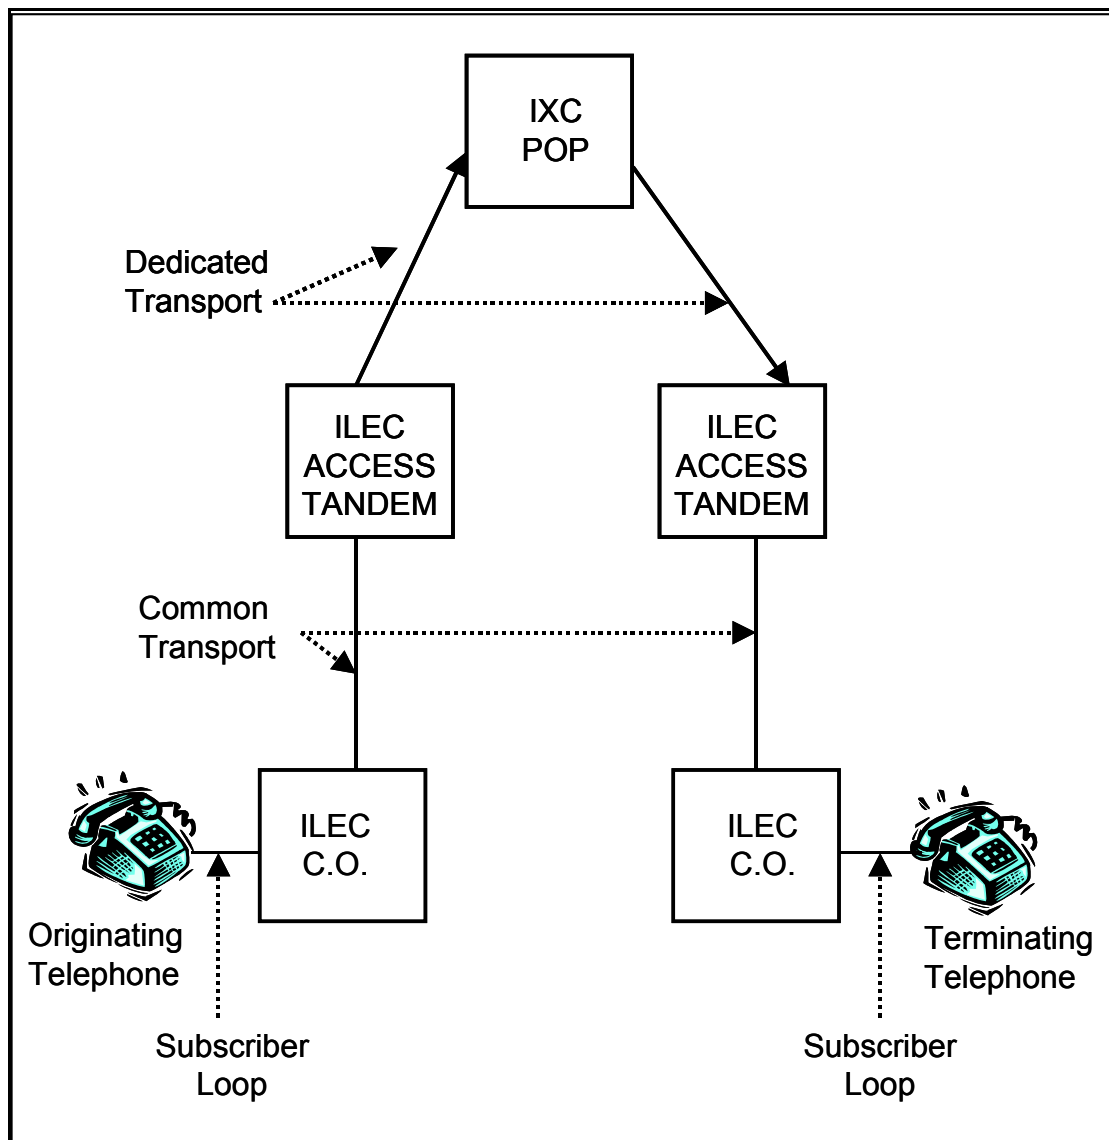 IXC
POP
Dedicated
Transport
ILEC
ACCESS
TANDEM
ILEC
ACCESS
TANDEM
Common
Transport
ILEC
C.O.
ILEC
C.O.
Originating
Telephone
Terminating
Telephone
Subscriber
Loop
Subscriber
Loop